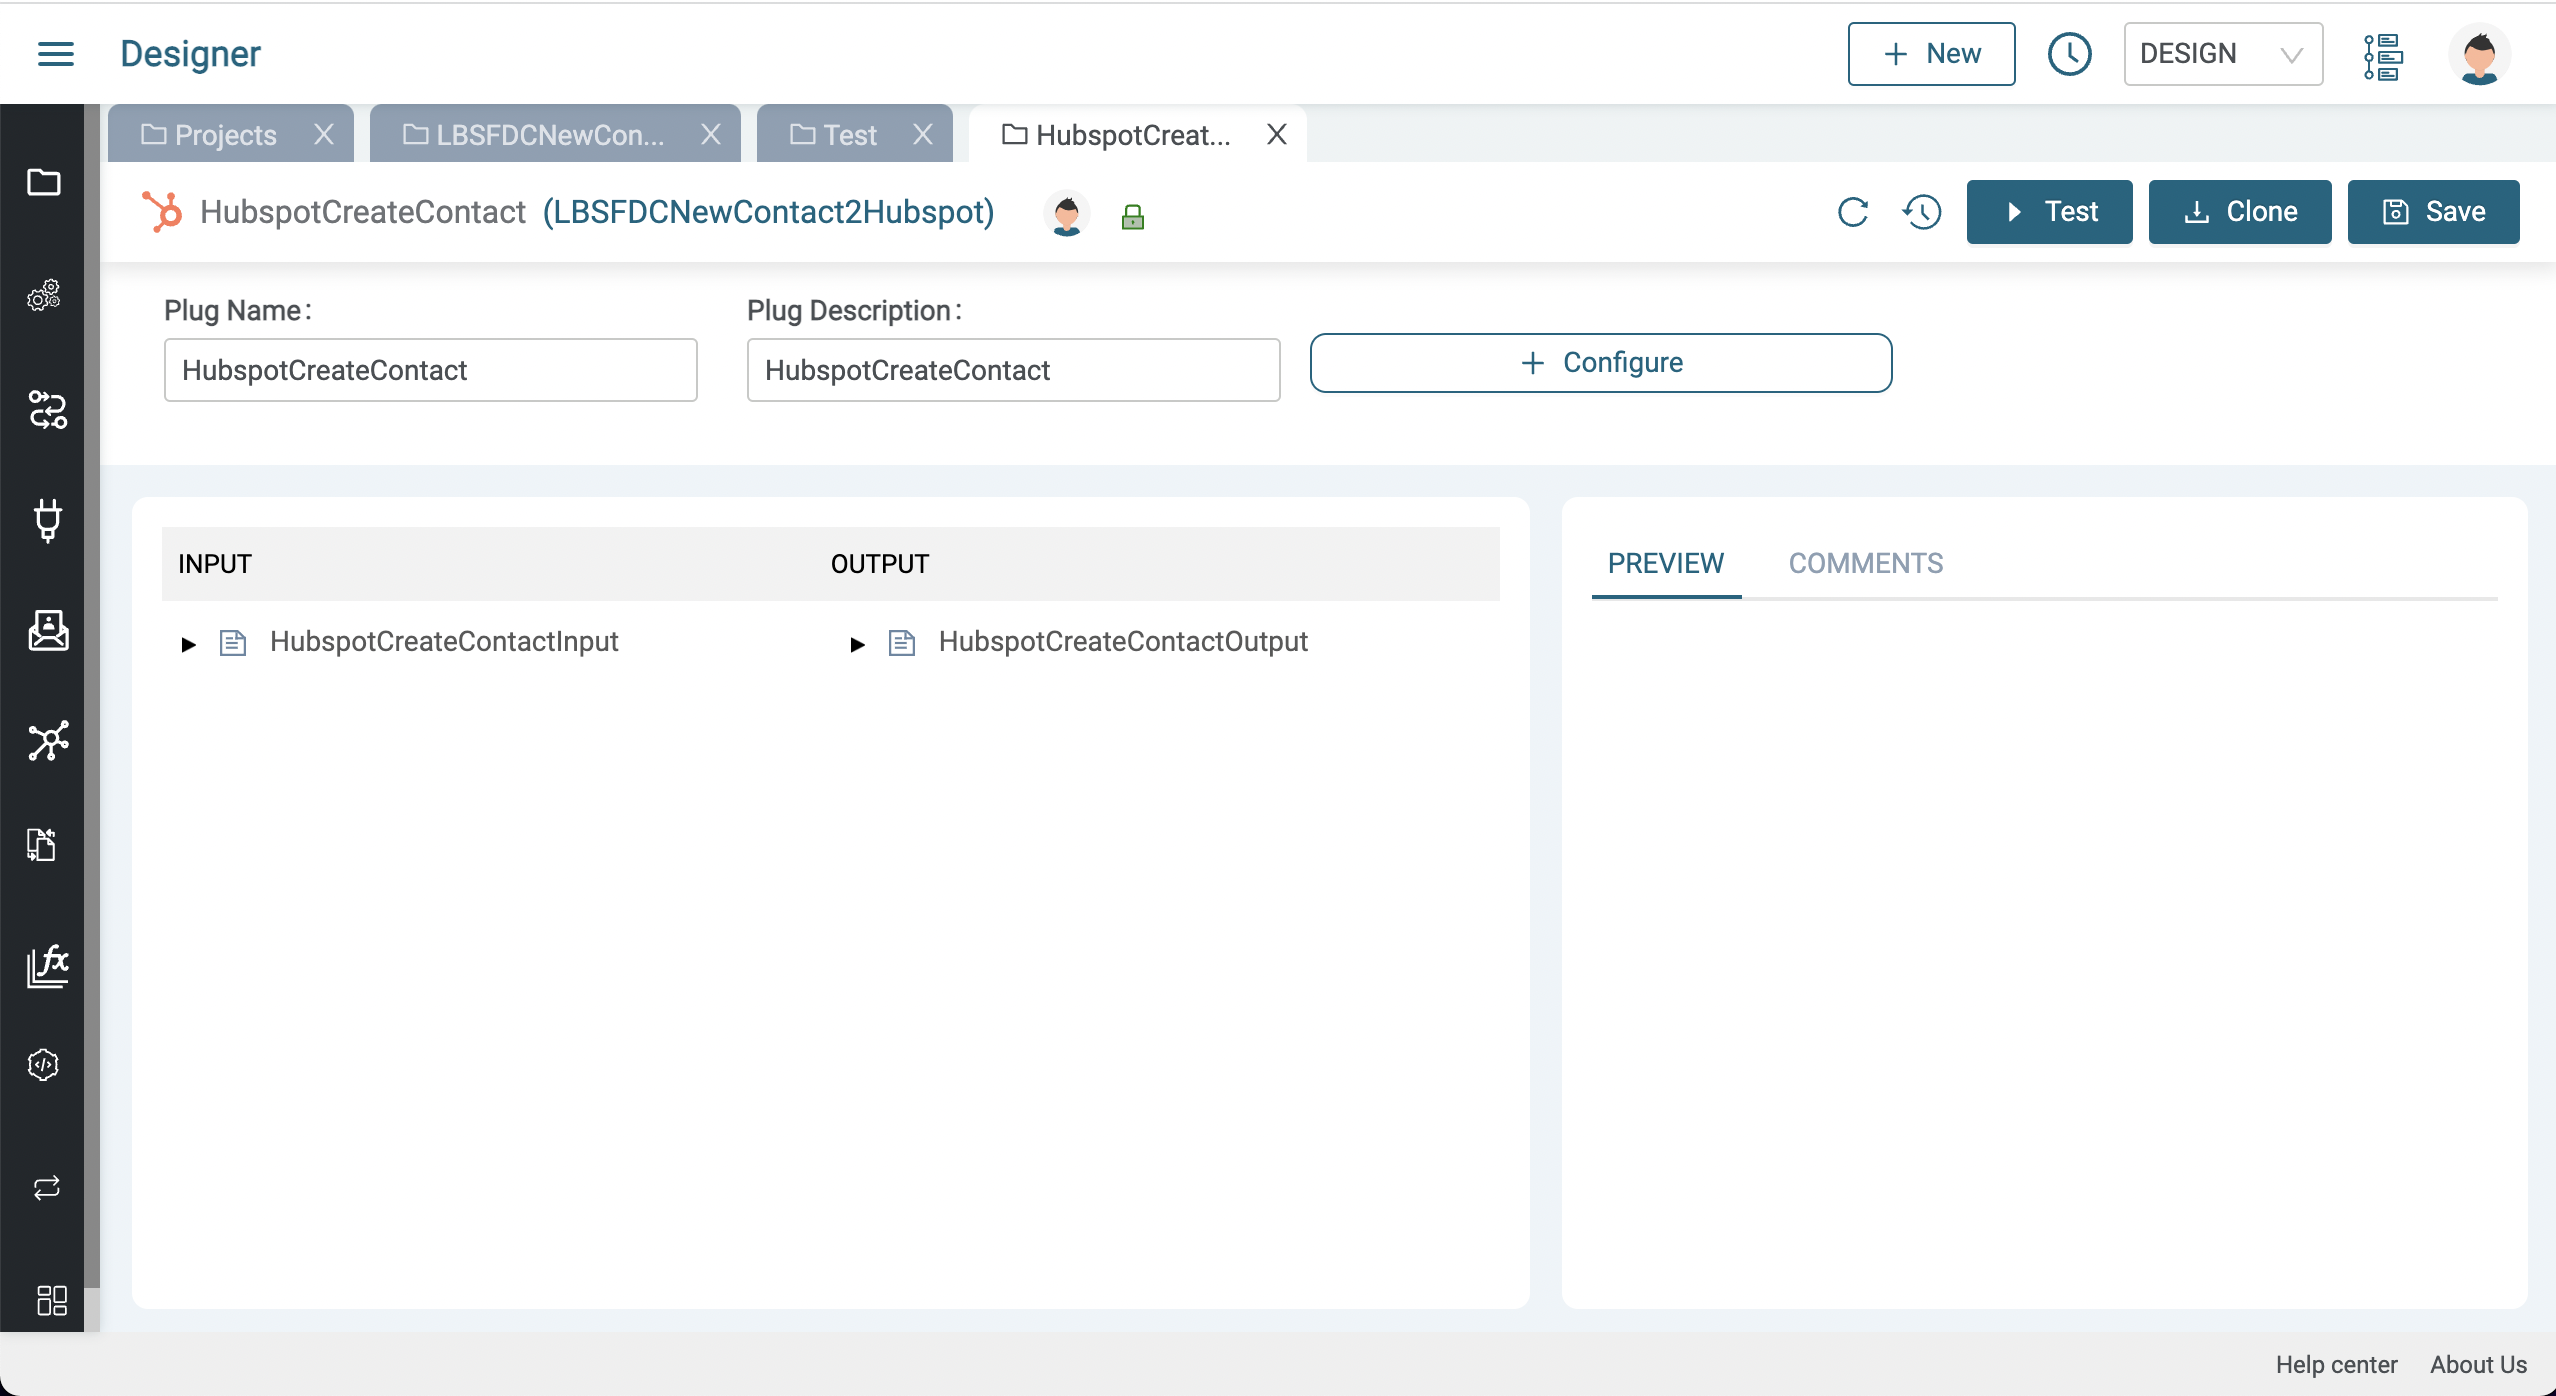 Designer
+ New
DESIGN
Projects X
LBSFDCNewCon... X
Test X
HubspotCreat... X
HubspotCreateContact (LBSFDCNewContact2Hubspot)
Test
Clone
Save
Plug Name :
Plug Description :
HubspotCreateContact
HubspotCreateContact
+ Configure
INPUT
OUTPUT
PREVIEW
COMMENTS
HubspotCreateContactInput
HubspotCreateContactOutput
fx
Help center
About Us